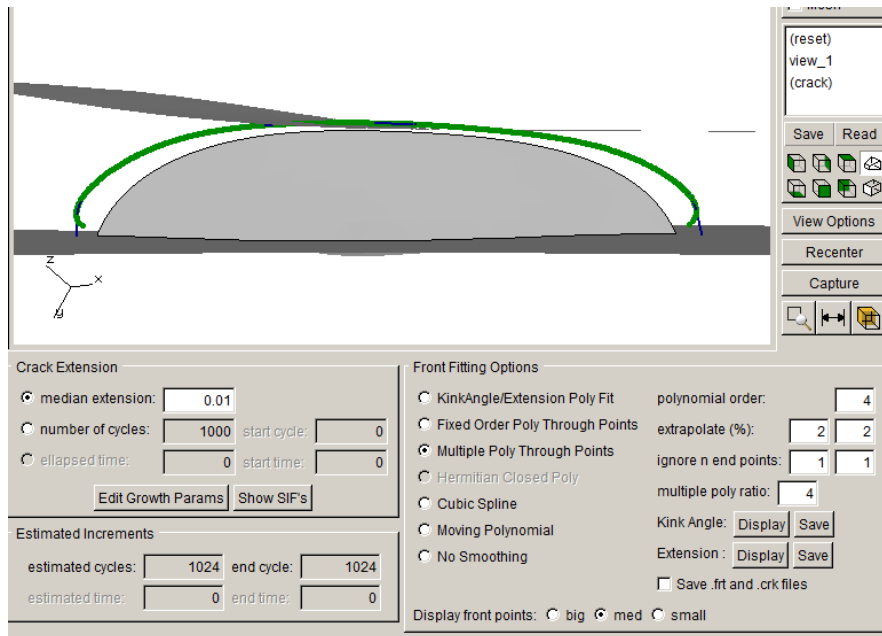 (reset)
view_1
(crack)
Save Read
View Options
Recenter
Capture
z
x
y
Crack Extension
median extension: 0.01
number of cycles: 1000 start cycle: 0
ellapsed time: 0 start time: 0
Edit Growth Params Show SIF's
Estimated Increments
estimated cycles: 1024 end cycle: 1024
estimated time: 0 end time: 0
Front Fitting Options
KinkAngle/Extension Poly Fit
Fixed Order Poly Through Points
Multiple Poly Through Points
Hermitian Closed Poly
Cubic Spline
Moving Polynomial
No Smoothing
polynomial order: 4
extrapolate (%): 2 2
ignore n end points: 1 1
multiple poly ratio: 4
Kink Angle: Display Save
Extension : Display Save
Save .frt and .crk files
Display front points: big med small